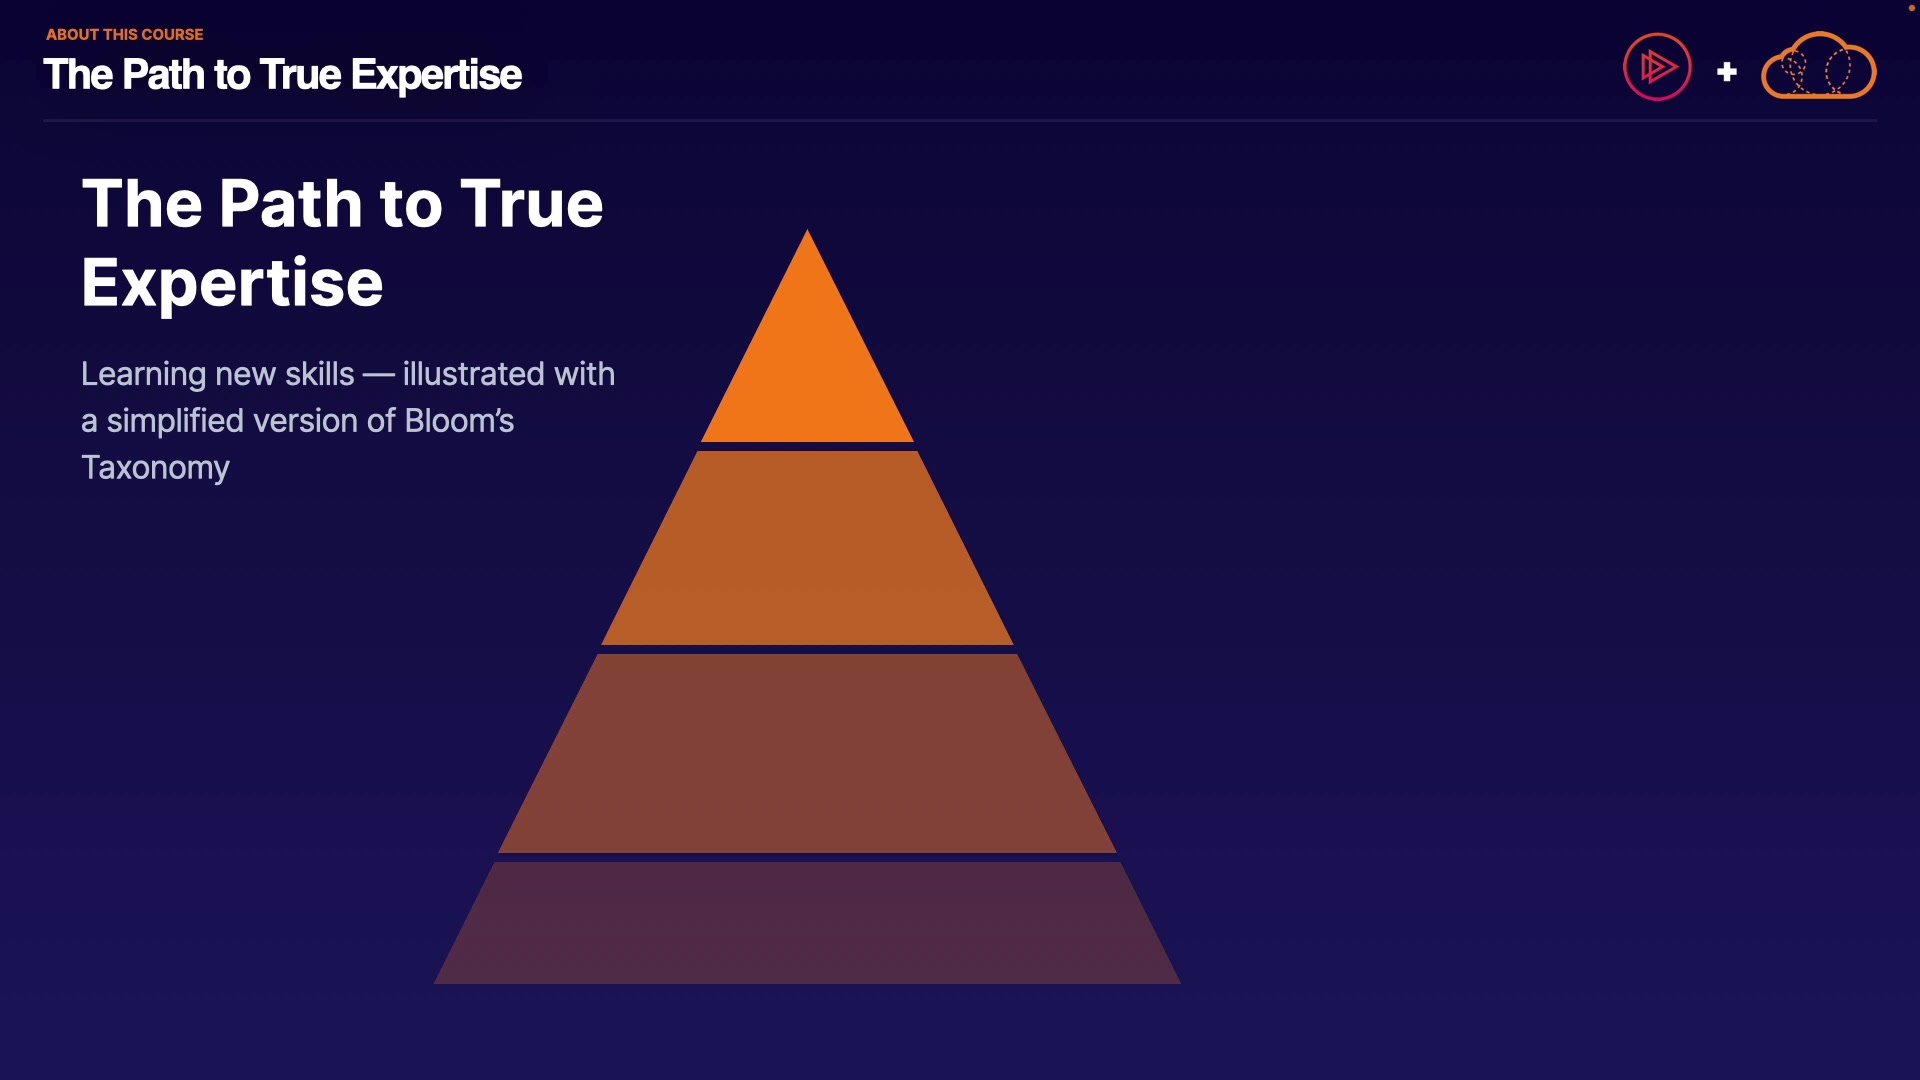 ABOUT THIS COURSE
The Path to True Expertise
The Path to True
Expertise
Learning new skills — illustrated with
a simplified version of Bloom’s
Taxonomy